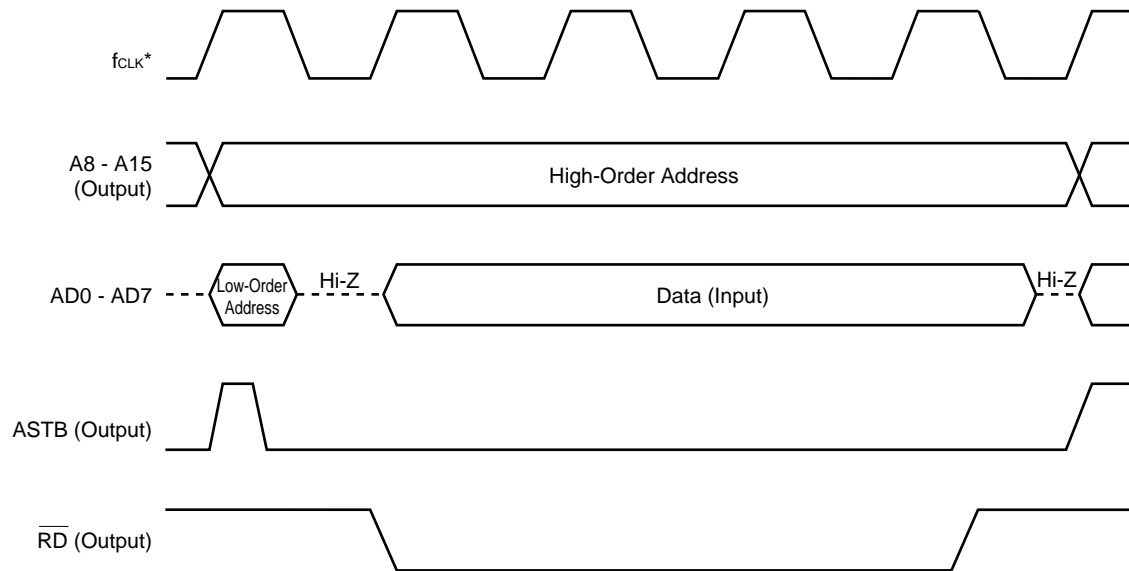 fCLK*
A8 - A15
(Output)
High-Order Address
AD0 - AD7
Low-Order
Address
Hi-Z
Data (Input)
Hi-Z
ASTB (Output)
RD (Output)